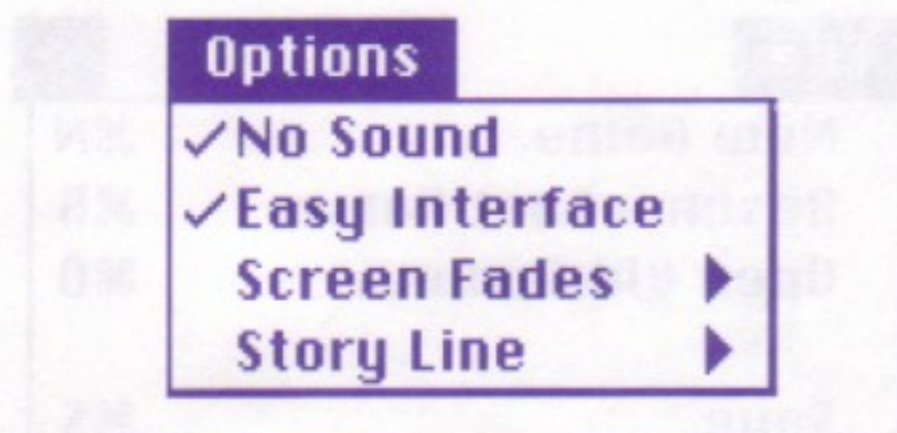 Options
✓No Sound
✓Easy Interface
Screen Fades ▶
Story Line ▶